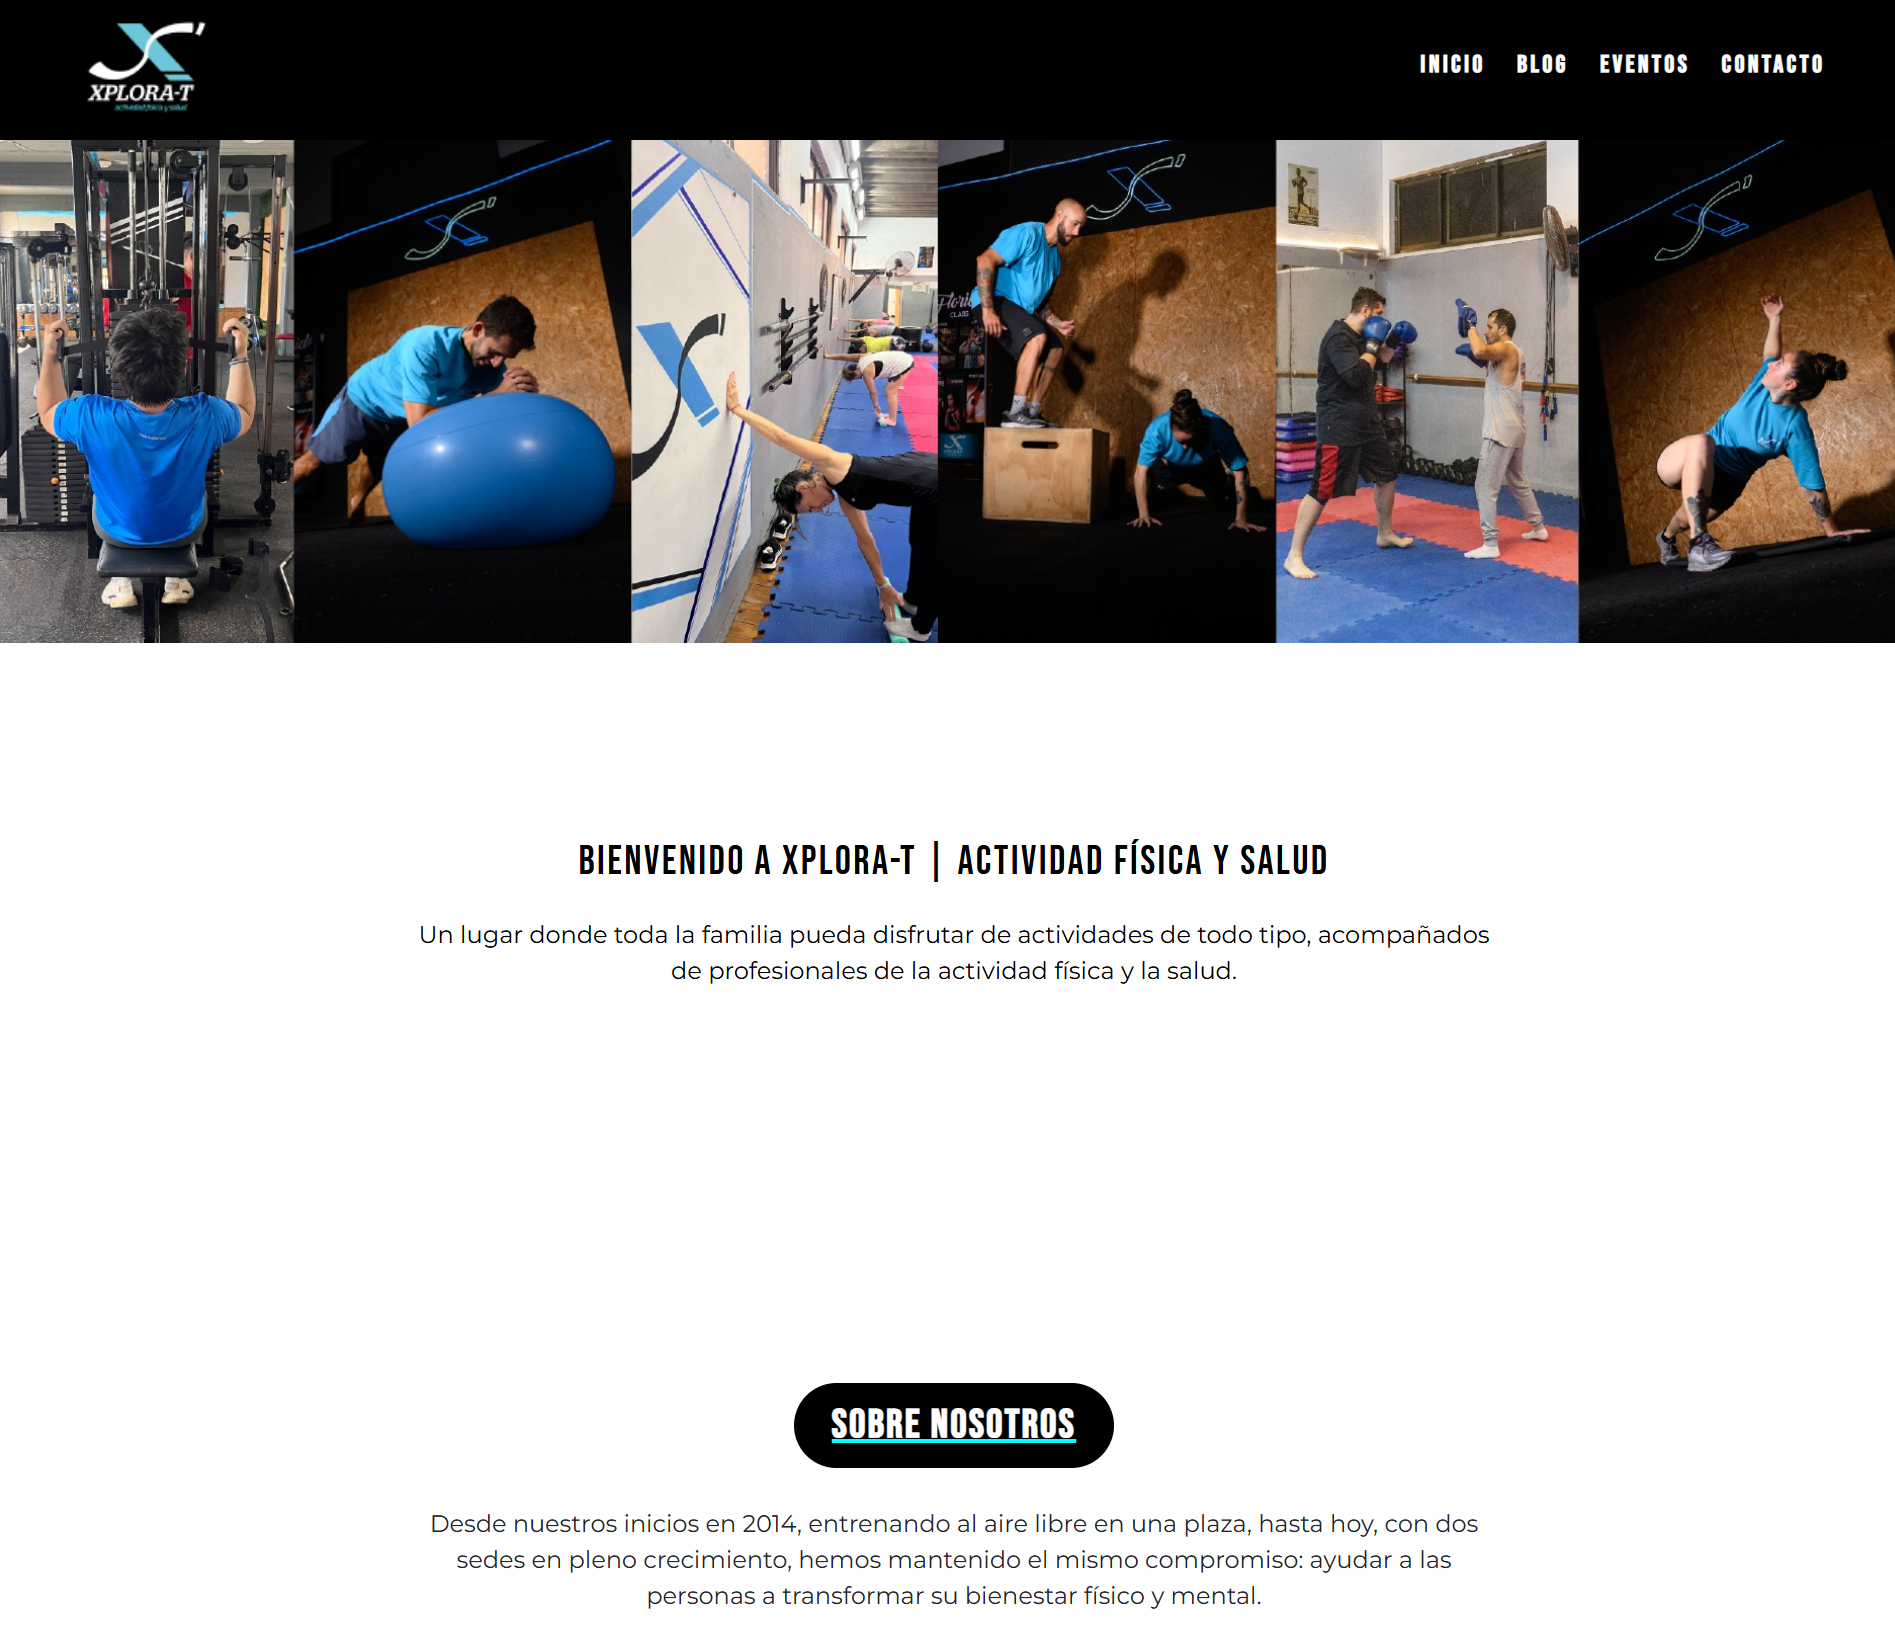 XPLORA-T
actividad física y salud
INICIO BLOG EVENTOS CONTACTO
CLASS
BIENVENIDO A XPLORA-T | ACTIVIDAD FÍSICA Y SALUD
Un lugar donde toda la familia pueda disfrutar de actividades de todo tipo, acompañados
de profesionales de la actividad física y la salud.
SOBRE NOSOTROS
Desde nuestros inicios en 2014, entrenando al aire libre en una plaza, hasta hoy, con dos
sedes en pleno crecimiento, hemos mantenido el mismo compromiso: ayudar a las
personas a transformar su bienestar físico y mental.